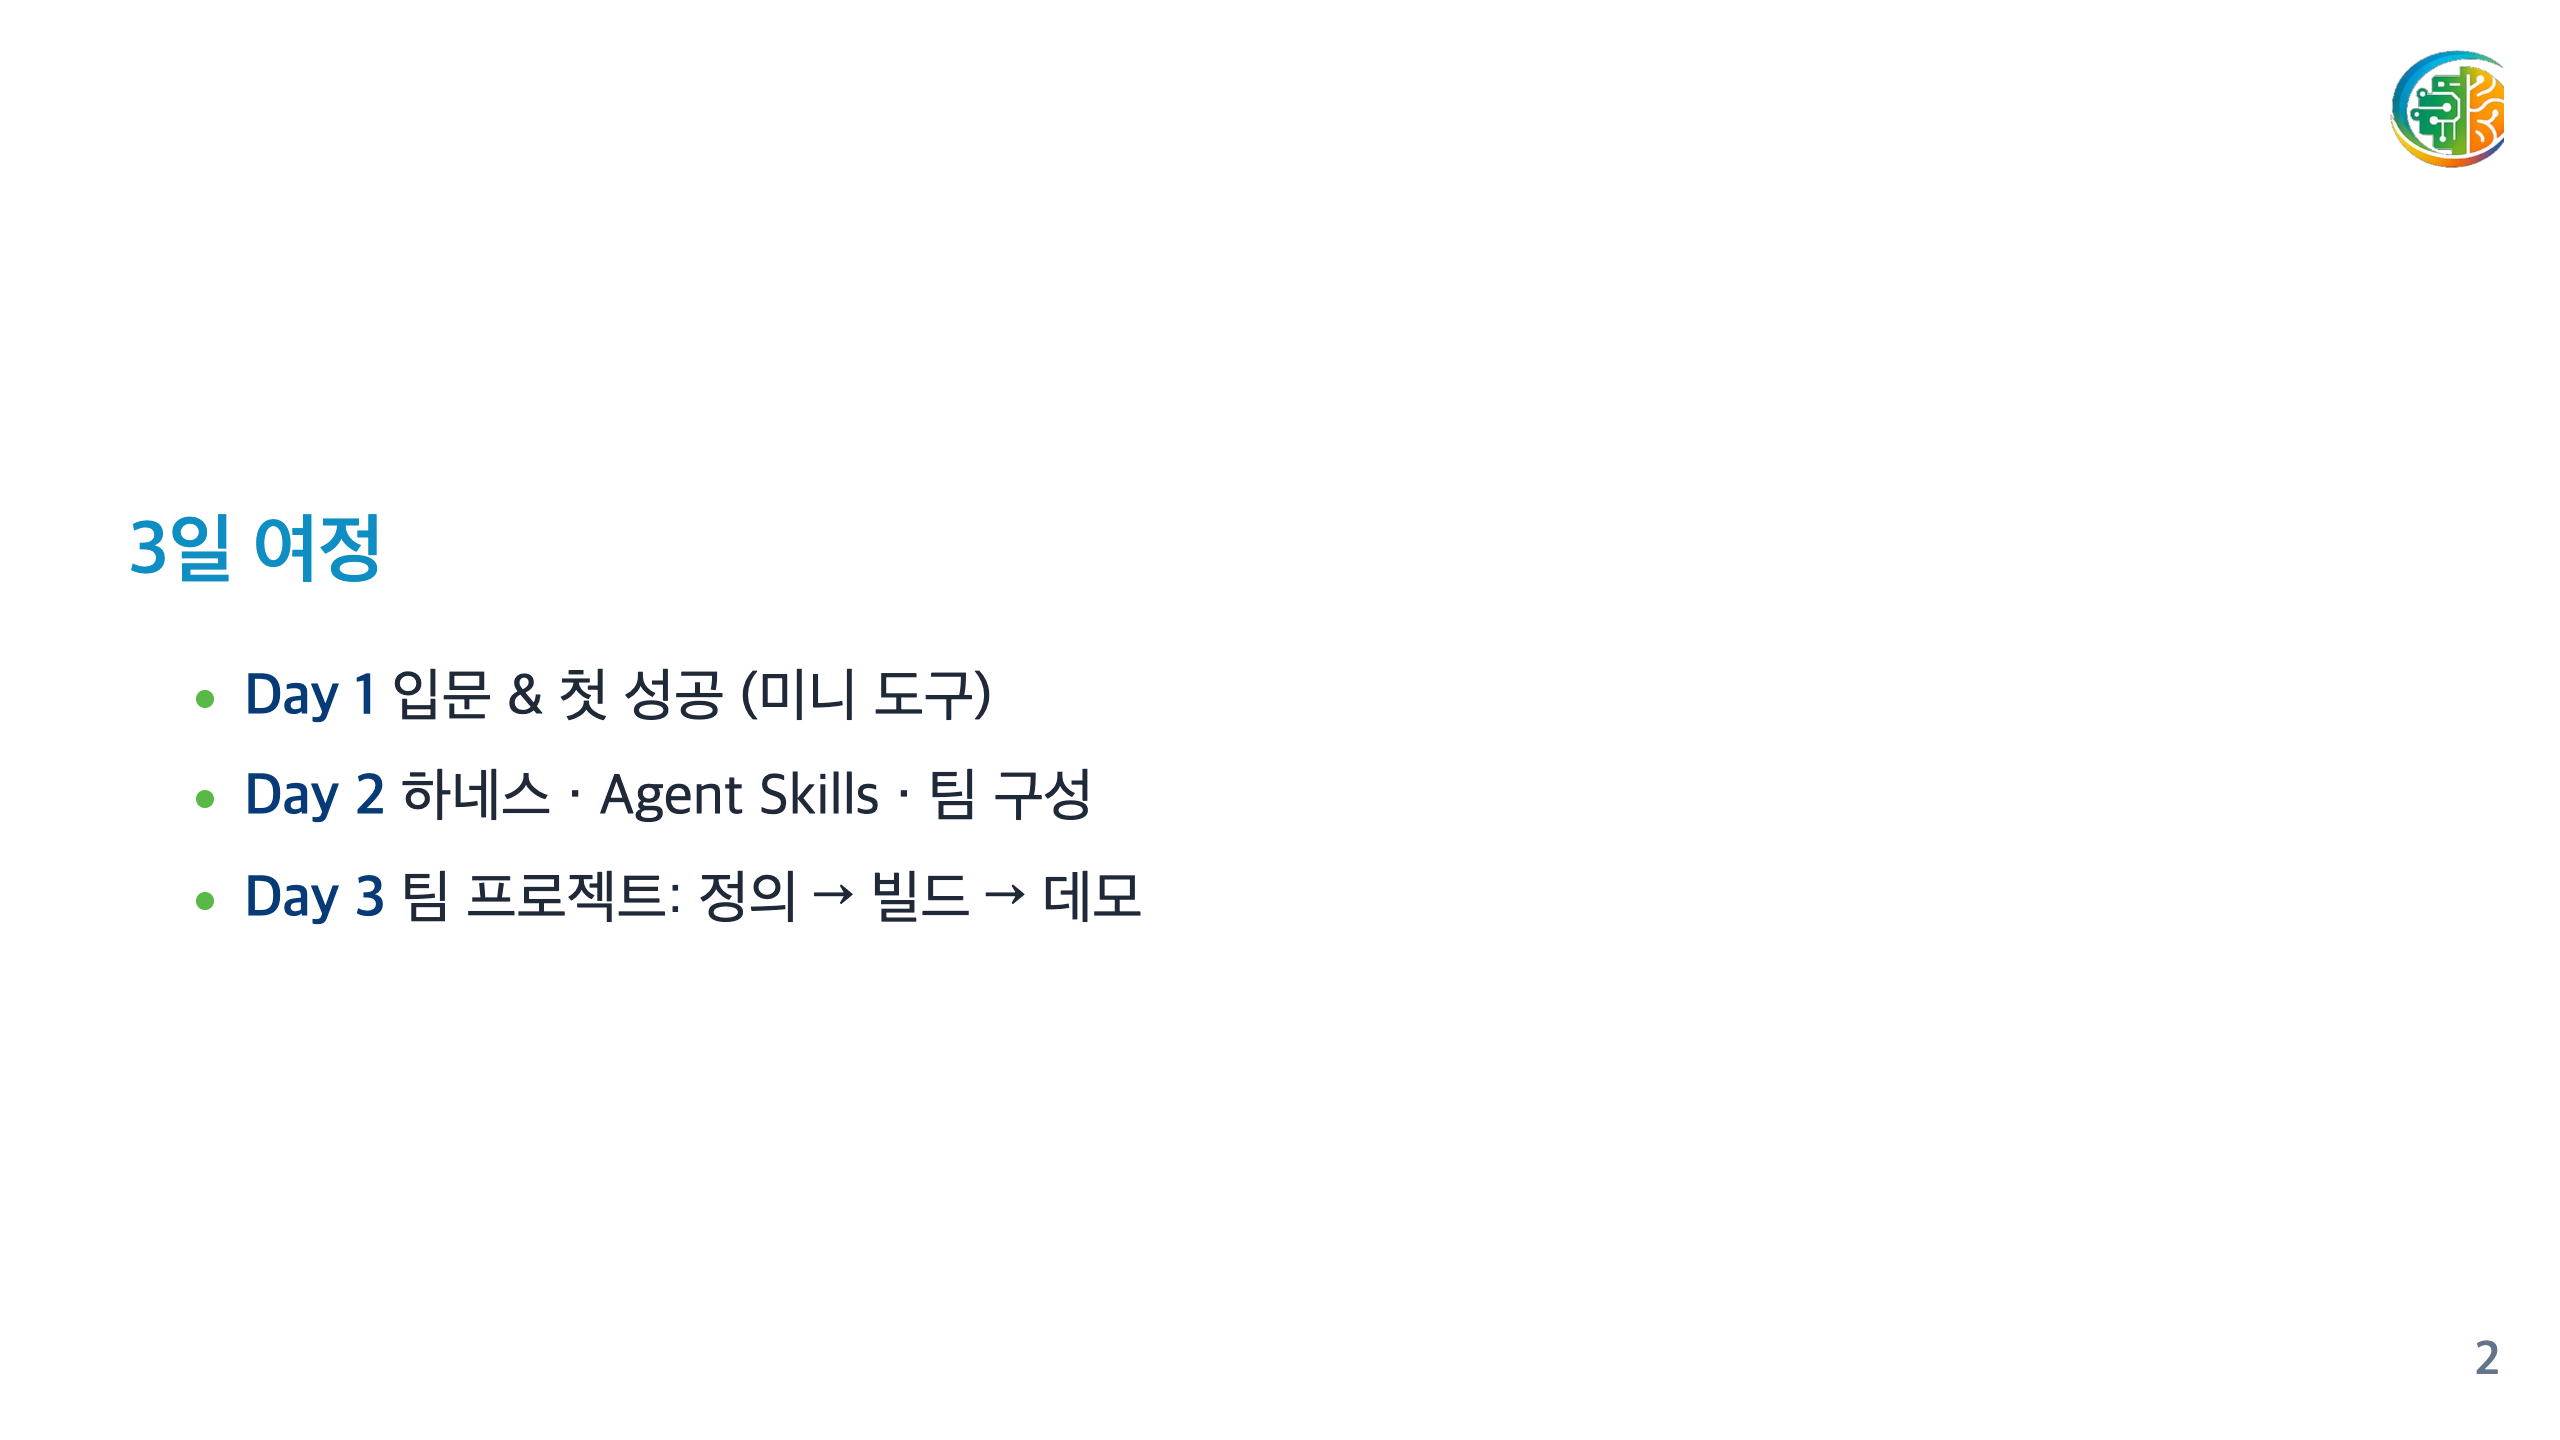 3일 여정
• Day 1 입문 & 첫 성공 (미니 도구)
• Day 2 하네스 · Agent Skills · 팀 구성
• Day 3 팀 프로젝트: 정의 → 빌드 → 데모
2